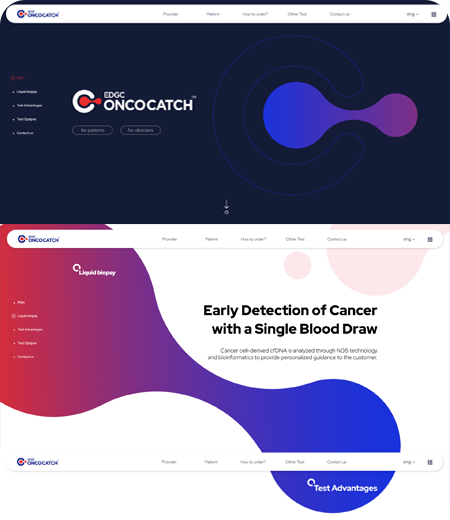 EDGC
ONCOCATCH
Provider
Patient
How to order?
Other Test
Contact us
eng
Main
Liquid biopsy
Test Advantages
Test Options
Contact us
EDGC
ONCOCATCH™
for patients
for clinicians
EDGC
ONCOCATCH
Provider
Patient
How to order?
Other Test
Contact us
eng
Liquid biopsy
Main
Liquid biopsy
Test Advantages
Test Options
Contact us
Early Detection of Cancer
with a Single Blood Draw
Cancer cell-derived cfDNA is analyzed through NGS technology
and bioinformatics to provide personalized guidance to the customer.
EDGC
ONCOCATCH
Provider
Patient
How to order?
Other Test
Contact us
eng
Test Advantages